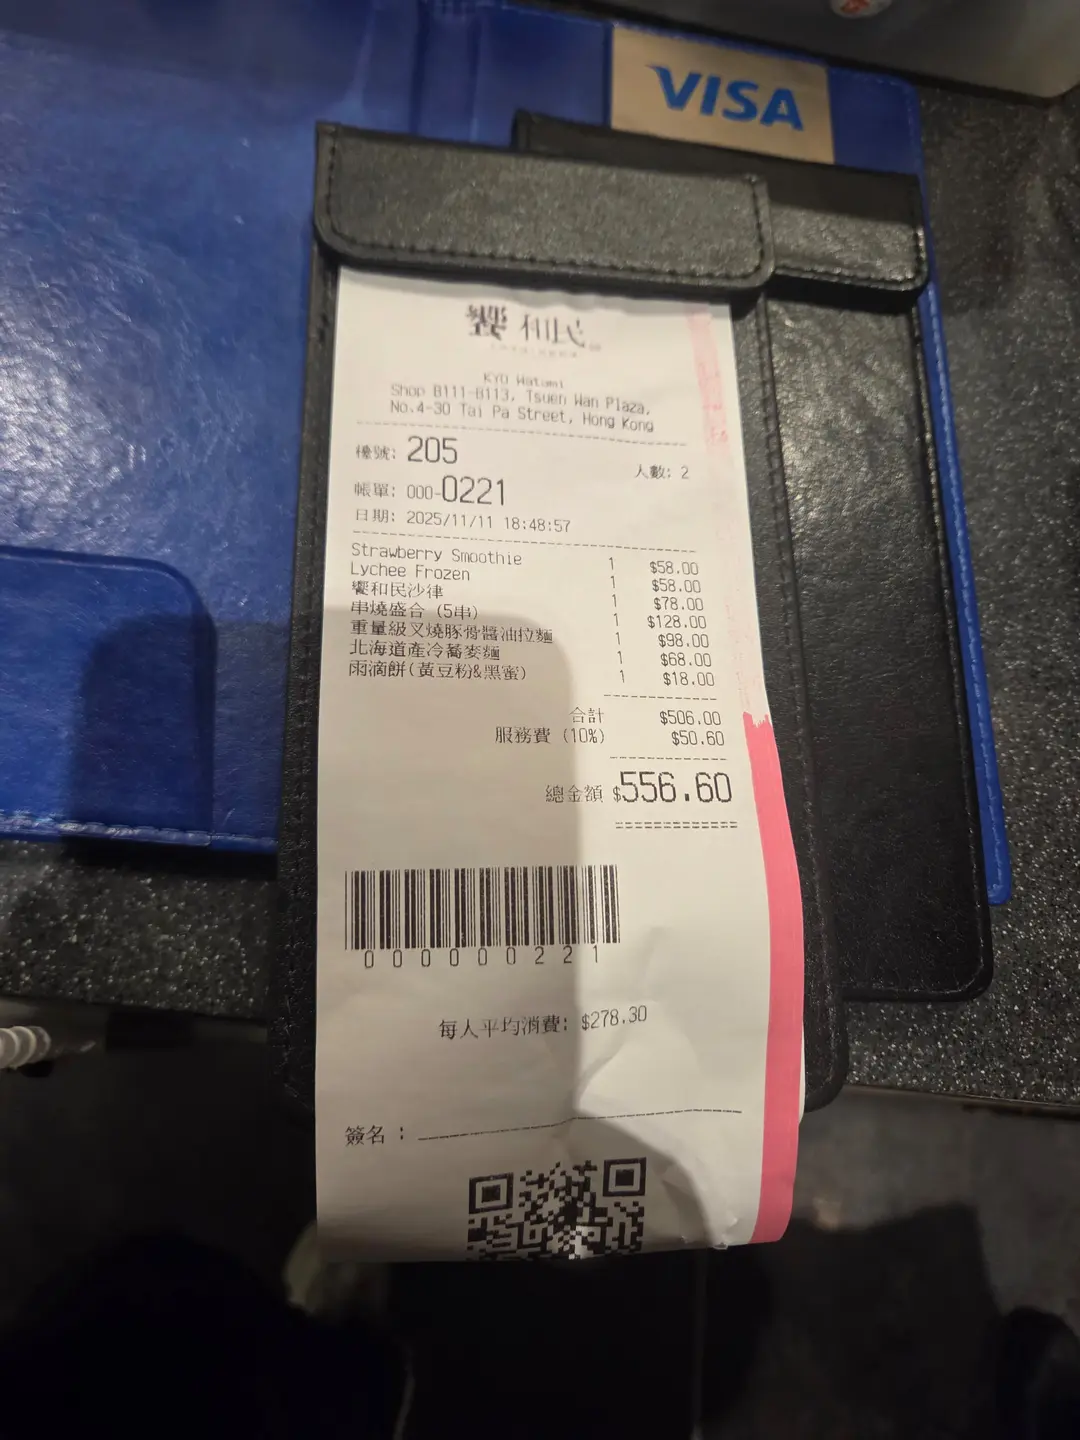 VISA
饗 和民
KYO Watami
Shop B111-B113, Tsuen Wan Plaza,
No.4-30 Tai Pa Street, Hong Kong
檯號: 205 人數: 2
帳單: 000-0221
日期: 2025/11/11 18:48:57
Strawberry Smoothie 1 $58.00
Lychee Frozen 1 $58.00
饗和民沙律 1 $78.00
串燒盛合 (5串) 1 $128.00
重量級叉燒豚骨醬油拉麵 1 $98.00
北海道產冷蕎麥麵 1 $68.00
雨滴餅(黃豆粉&黑蜜) 1 $18.00
合計 $506.00
服務費 (10%) $50.60
總金額 $556.60
0000000221
每人平均消費: $278.30
簽名 :